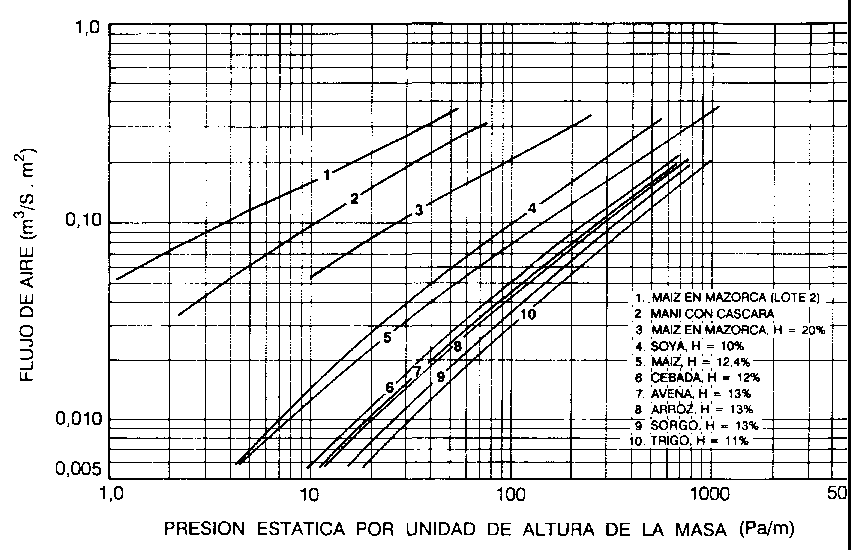 1,0
0,10
0,010
0,005
FLUJO DE AIRE (m³/S . m²)
1
2
3
4
5
6
7
8
9
10
1. MAIZ EN MAZORCA (LOTE 2)
2 MANI CON CASCARA
3 MAIZ EN MAZORCA, H = 20%
4 SOYA, H = 10%
5 MAIZ, H = 12,4%
6 CEBADA, H = 12%
7 AVENA, H = 13%
8 ARROZ, H = 13%
9 SORGO, H = 13%
10 TRIGO, H = 11%
1,0 10 100 1000 50
PRESION ESTATICA POR UNIDAD DE ALTURA DE LA MASA (Pa/m)